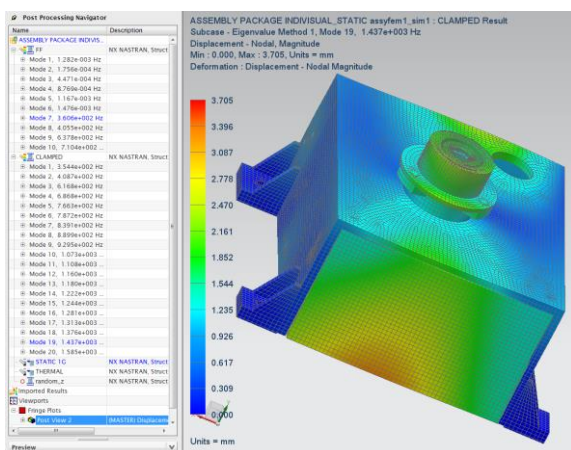 Post Processing Navigator
Name Description
ASSEMBLY PACKAGE INDIVIS...
FF NX NASTRAN, Struct
Mode 1, 1.282e-003 Hz
Mode 2, 1.756e-004 Hz
Mode 3, 4.471e-004 Hz
Mode 4, 8.769e-004 Hz
Mode 5, 1.167e-003 Hz
Mode 6, 1.476e-003 Hz
Mode 7, 3.606e+002 Hz
Mode 8, 4.055e+002 Hz
Mode 9, 6.378e+002 Hz
Mode 10, 7.104e+002 ...
CLAMPED NX NASTRAN, Struct
Mode 1, 3.544e+002 Hz
Mode 2, 4.087e+002 Hz
Mode 3, 6.168e+002 Hz
Mode 4, 6.868e+002 Hz
Mode 5, 7.663e+002 Hz
Mode 6, 7.872e+002 Hz
Mode 7, 8.391e+002 Hz
Mode 8, 8.899e+002 Hz
Mode 9, 9.295e+002 Hz
Mode 10, 1.073e+003 ...
Mode 11, 1.108e+003 ...
Mode 12, 1.160e+003 ...
Mode 13, 1.180e+003 ...
Mode 14, 1.222e+003 ...
Mode 15, 1.244e+003 ...
Mode 16, 1.281e+003 ...
Mode 17, 1.313e+003 ...
Mode 18, 1.376e+003 ...
Mode 19, 1.437e+003 ...
Mode 20, 1.585e+003 ...
STATIC 1G NX NASTRAN, Struct
THERMAL NX NASTRAN, Struct
random_z NX NASTRAN, Struct
Imported Results
Viewports
Fringe Plots
Post View 2 (MASTER) Displacem
Preview
ASSEMBLY PACKAGE INDIVISUAL_STATIC assyfem1_sim1 : CLAMPED Result
Subcase - Eigenvalue Method 1, Mode 19, 1.437e+003 Hz
Displacement - Nodal, Magnitude
Min : 0.000, Max : 3.705, Units = mm
Deformation : Displacement - Nodal Magnitude
3.705
3.396
3.087
2.778
2.470
2.161
1.852
1.544
1.235
0.926
0.617
0.309
0.000
Units = mm